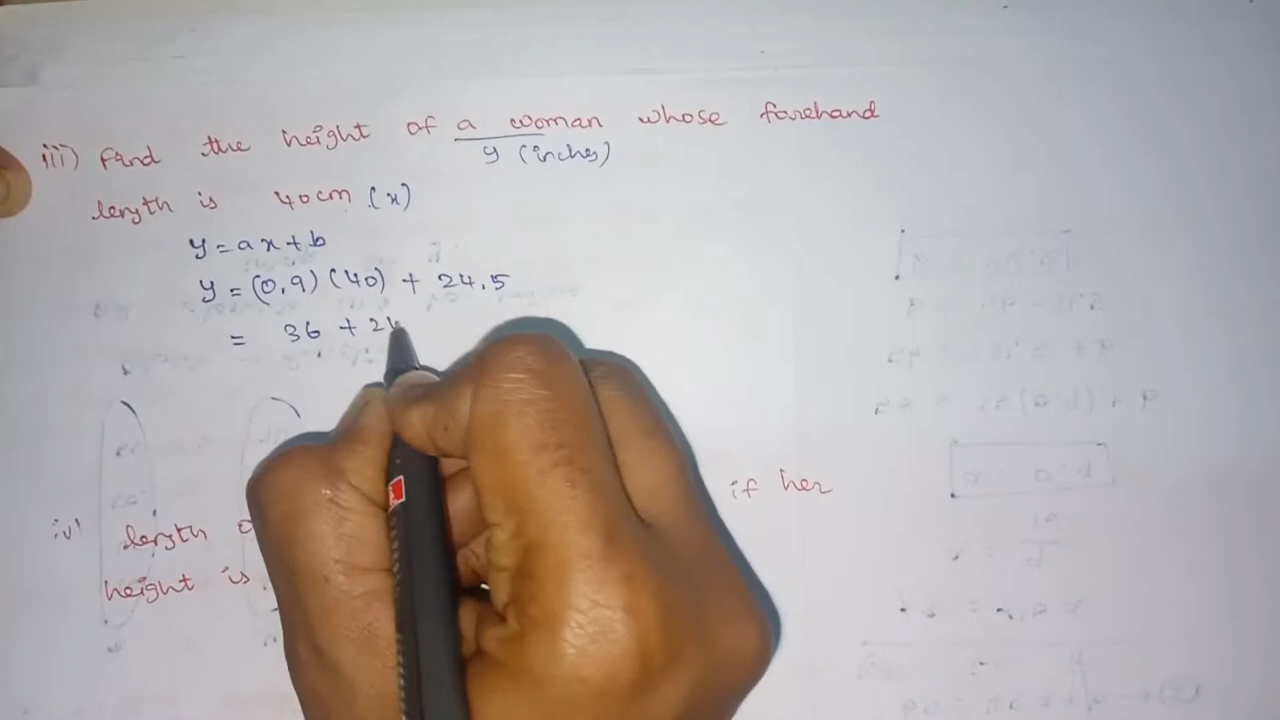 iii) Find the height of a woman whose forehand
y (inches)
length is 40cm (x)
y = ax + b
y = (0.9) (40) + 24.5
= 36 + 24
iv) length
if her
height is